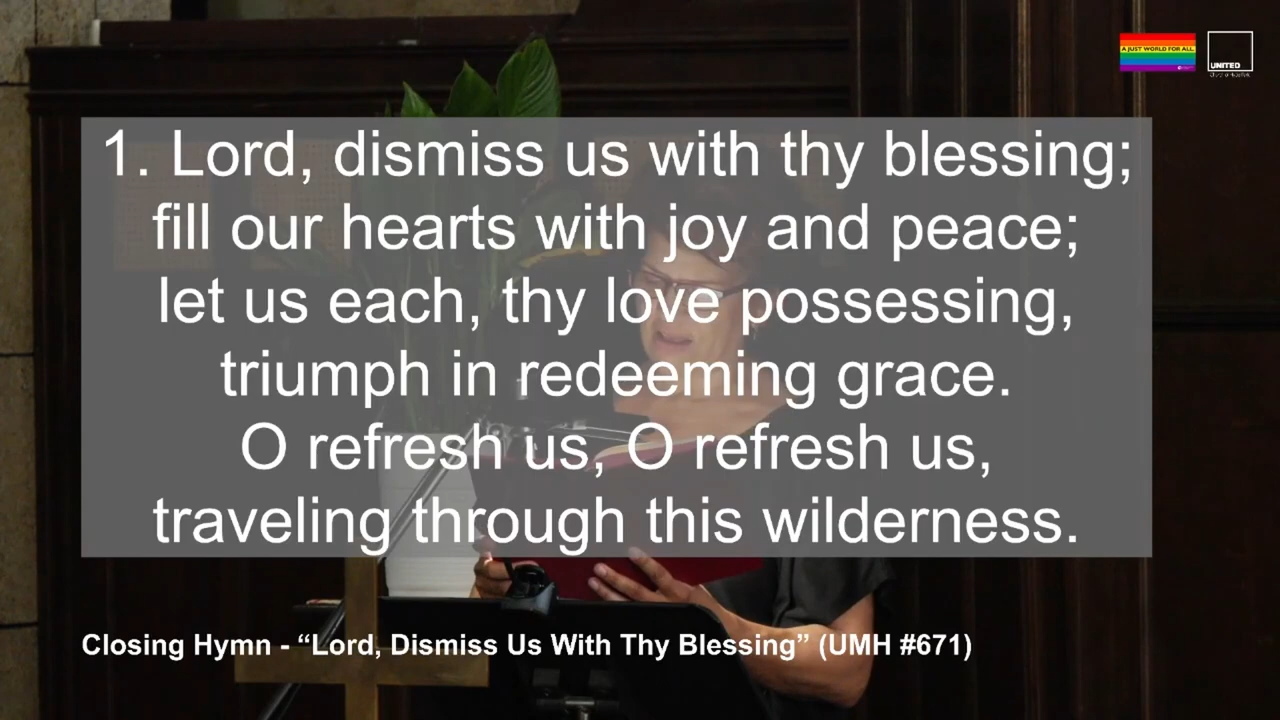 A JUST WORLD FOR ALL
UNITED
1. Lord, dismiss us with thy blessing;
fill our hearts with joy and peace;
let us each, thy love possessing,
triumph in redeeming grace.
O refresh us, O refresh us,
traveling through this wilderness.
Closing Hymn - “Lord, Dismiss Us With Thy Blessing” (UMH #671)